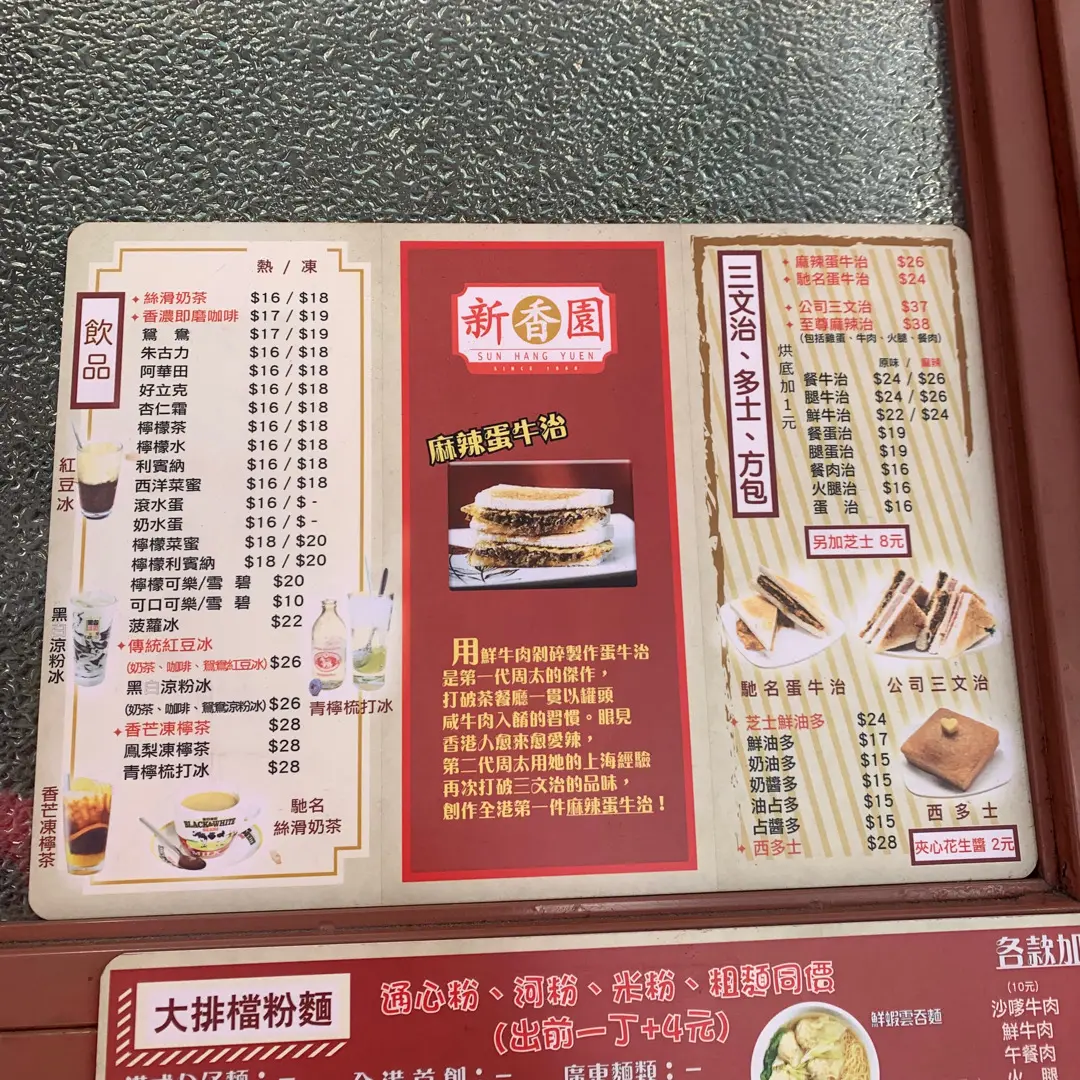 熱 / 凍
飲品
絲滑奶茶 $16 / $18
香濃即磨咖啡 $17 / $19
鴛 鴦 $17 / $19
朱古力 $16 / $18
阿華田 $16 / $18
好立克 $16 / $18
杏仁霜 $16 / $18
檸檬茶 $16 / $18
檸檬水 $16 / $18
利賓納 $16 / $18
西洋菜蜜 $16 / $18
滾水蛋 $16 / $ -
奶水蛋 $16 / $ -
檸檬菜蜜 $18 / $20
檸檬利賓納 $18 / $20
檸檬可樂/雪 碧 $20
可口可樂/雪 碧 $10
菠蘿冰 $22
傳統紅豆冰
(奶茶、咖啡、鴛鴦紅豆冰) $26
黑白涼粉冰
(奶茶、咖啡、鴛鴦涼粉冰) $26
香芒凍檸茶 $28
鳳梨凍檸茶 $28
青檸梳打冰 $28
紅豆冰
黑白涼粉冰
香芒凍檸茶
青檸梳打冰
馳名
絲滑奶茶
BLACK&WHITE
MILK
新香園
SUN HANG YUEN
麻辣蛋牛治
用鮮牛肉剁碎製作蛋牛治
是第一代周太的傑作，
打破茶餐廳一貫以罐頭
咸牛肉入饍的習慣。眼見
香港人愈來愈愛辣，
第二代周太用她的上海經驗
再次打破三文治的品味，
創作全港第一件麻辣蛋牛治！
三文治、多士、方包
烘底加1元
麻辣蛋牛治 $26
馳名蛋牛治 $24
公司三文治 $37
至尊麻辣治 $38
(包括雞蛋、牛肉、火腿、餐肉)
原味 / 麻辣
餐牛治 $24 / $26
腿牛治 $24 / $26
鮮牛治 $22 / $24
餐蛋治 $19
腿蛋治 $19
餐肉治 $16
火腿治 $16
蛋 治 $16
另加芝士 8元
馳名蛋牛治
公司三文治
芝士鮮油多 $24
鮮油多 $17
奶油多 $15
奶醬多 $15
油占多 $15
占醬多 $15
西多士 $28
西多士
夾心花生醬 2元
大排檔粉麵
通心粉、河粉、米粉、粗麵同價
(出前一丁+4元)
鮮蝦雲吞麵
各款加
(10元)
沙嗲牛肉
鮮牛肉
午餐肉
火 腿
全港首創：
廣東麵類：